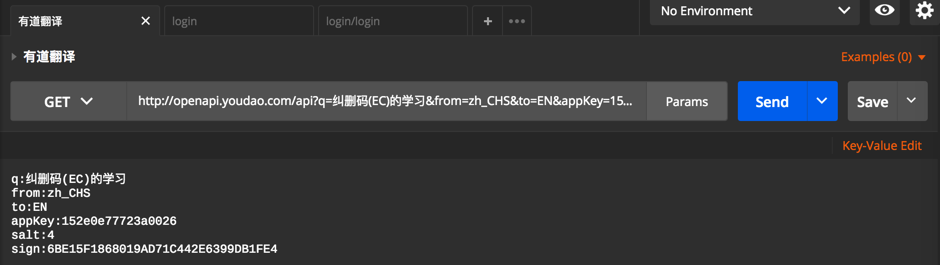 有道翻译
login
login/login
No Environment
有道翻译
Examples (0)
GET
http://openapi.youdao.com/api?q=纠删码(EC)的学习&from=zh_CHS&to=EN&appKey=15...
Params
Send
Save
Key-Value Edit
q:纠删码(EC)的学习
from:zh_CHS
to:EN
appKey:152e0e77723a0026
salt:4
sign:6BE15F1868019AD71C442E6399DB1FE4